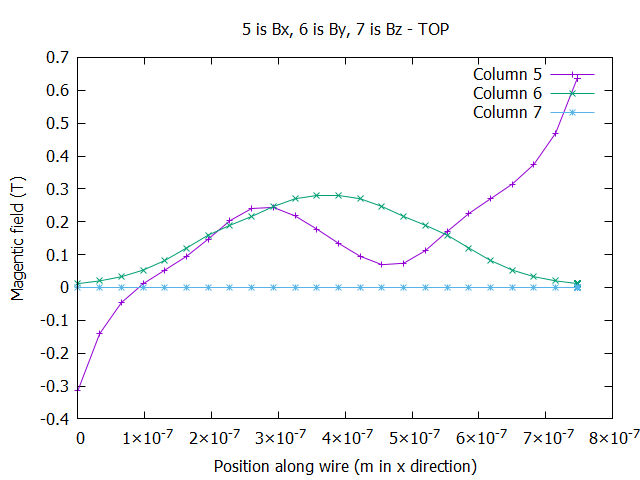 5 is Bx, 6 is By, 7 is Bz - TOP
Column 5
Column 6
Column 7
0.7
0.6
0.5
0.4
0.3
0.2
0.1
0
-0.1
-0.2
-0.3
-0.4
Magentic field (T)
0 1×10⁻⁷ 2×10⁻⁷ 3×10⁻⁷ 4×10⁻⁷ 5×10⁻⁷ 6×10⁻⁷ 7×10⁻⁷ 8×10⁻⁷
Position along wire (m in x direction)